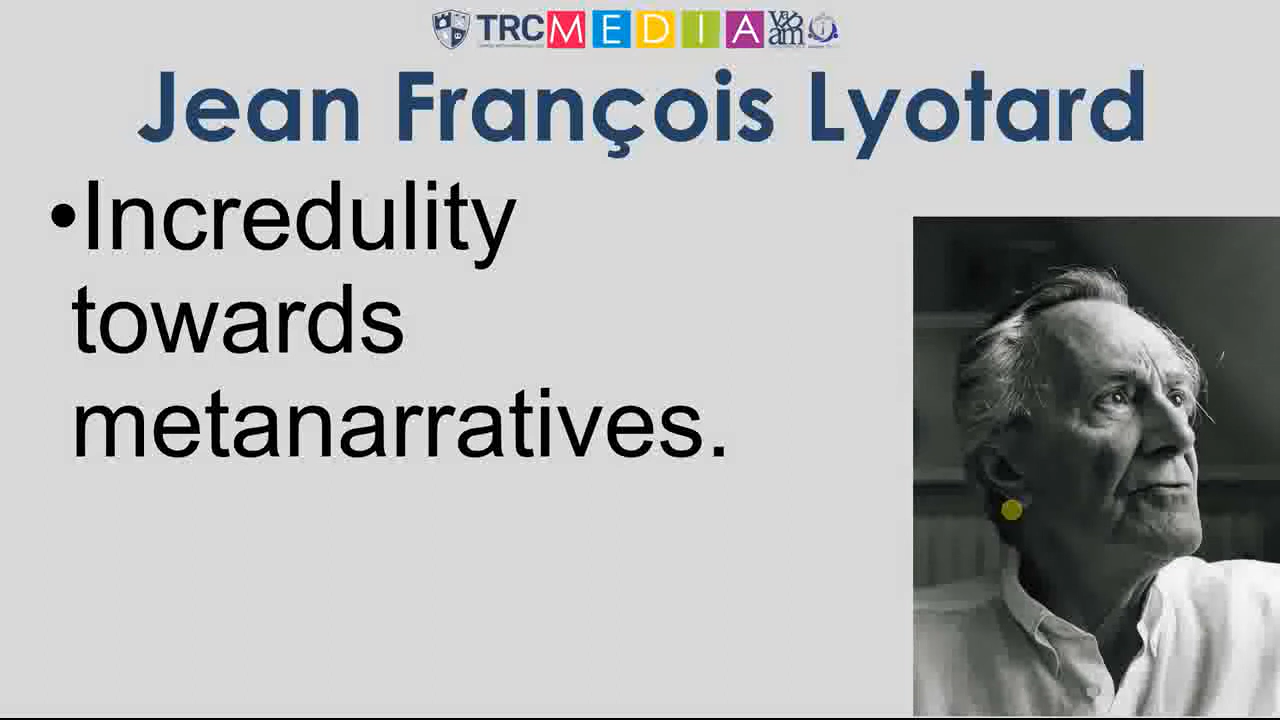 TRC MEDIA
Jean François Lyotard
•Incredulity
towards
metanarratives.